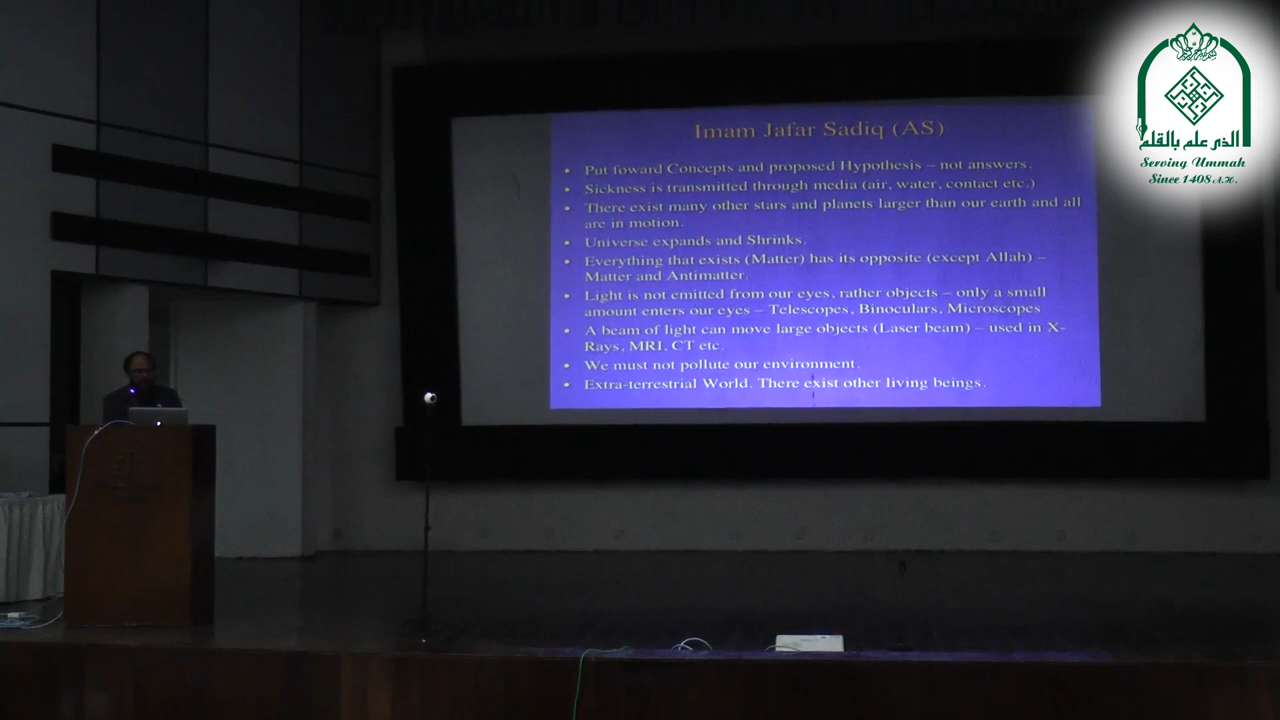 Imam Jafar Sadiq (AS)
• Put foward Concepts and proposed Hypothesis – not answers.
• Sickness is transmitted through media (air, water, contact etc.)
• There exist many other stars and planets larger than our earth and all
are in motion.
• Universe expands and Shrinks.
• Everything that exists (Matter) has its opposite (except Allah) –
Matter and Antimatter.
• Light is not emitted from our eyes, rather objects – only a small
amount enters our eyes – Telescopes, Binoculars, Microscopes
• A beam of light can move large objects (Laser beam) – used in X-
Rays, MRI, CT etc.
• We must not pollute our environment.
• Extra-terrestrial World. There exist other living beings.
الذی علم بالقلم
Serving Ummah
Since 1408 A.H.